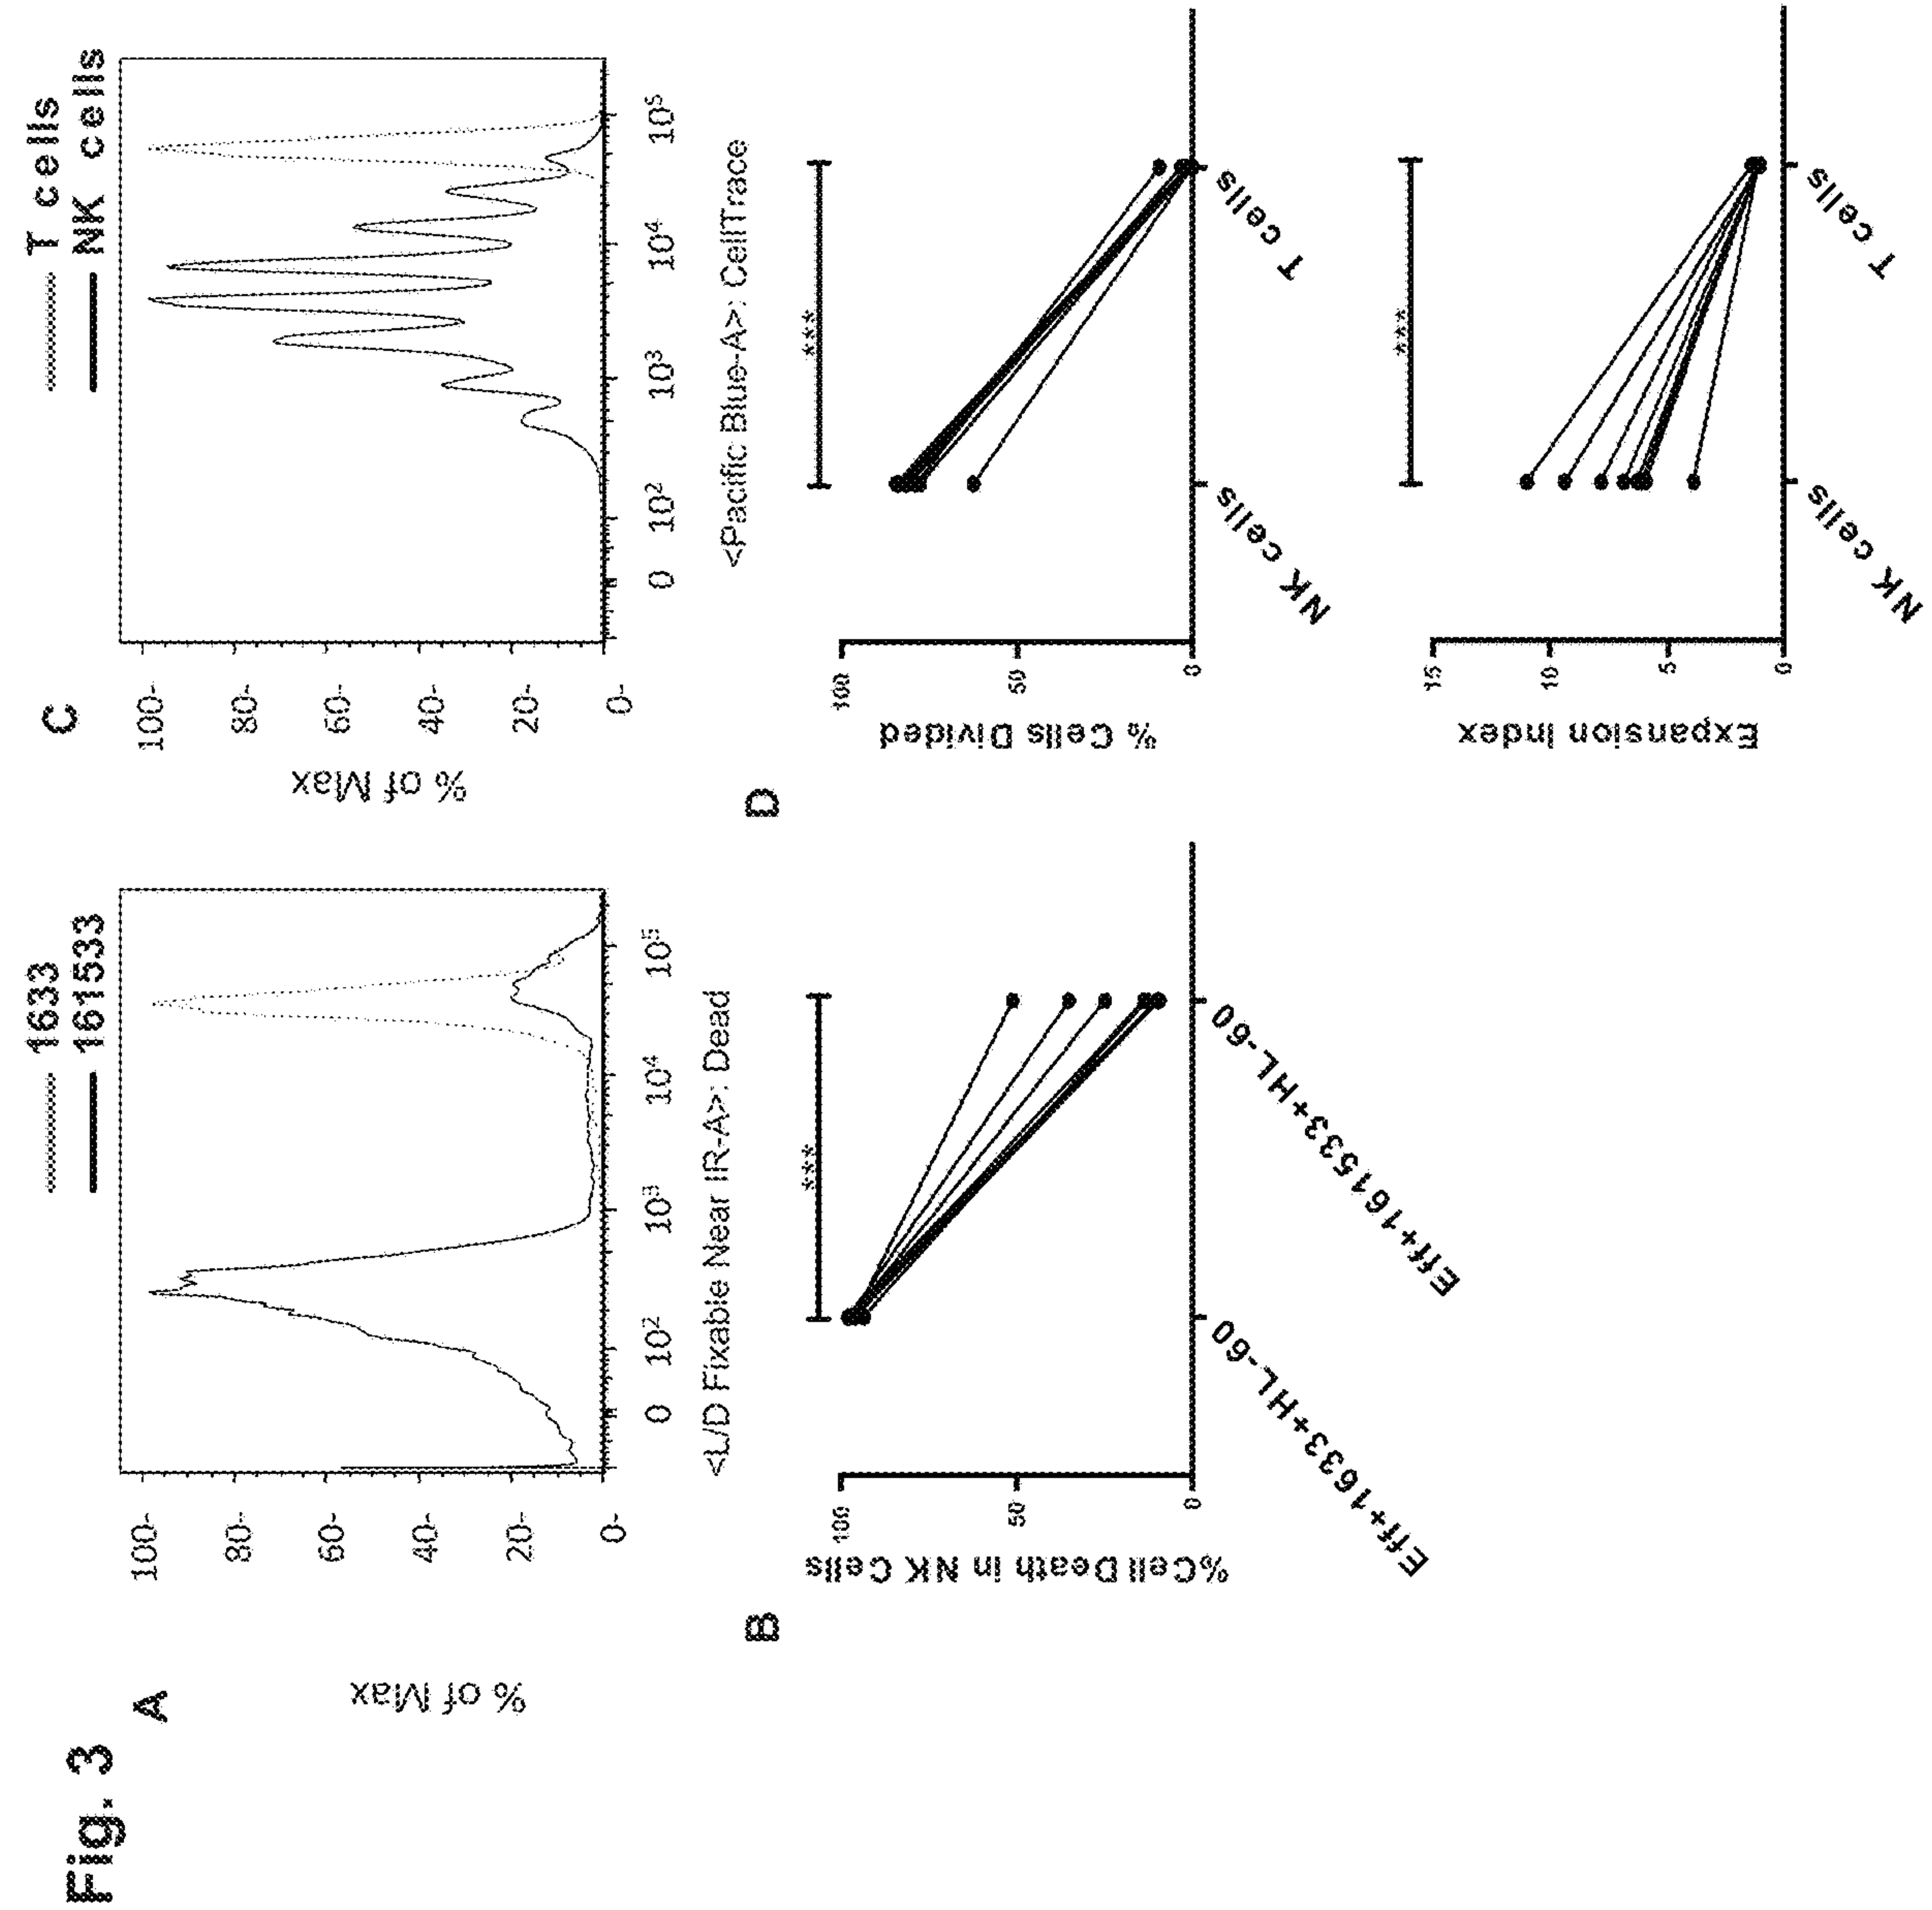 Fig. 3
A
1633
161533
% of Max
100-
80-
60-
40-
20-
0-
0 10² 10³ 10⁴ 10⁵
<L/D Fixable Near IR-A>: Dead
B
%Cell Death in NK Cells
100
50
0
***
Eff+1633+HL-60
Eff+161533+HL-60
C
T cells
NK cells
% of Max
100-
80-
60-
40-
20-
0-
0 10² 10³ 10⁴ 10⁵
<Pacific Blue-A>: CellTrace
D
% Cells Divided
100
50
0
***
NK cells
T cells
Expansion Index
15
10
5
0
***
NK cells
T cells